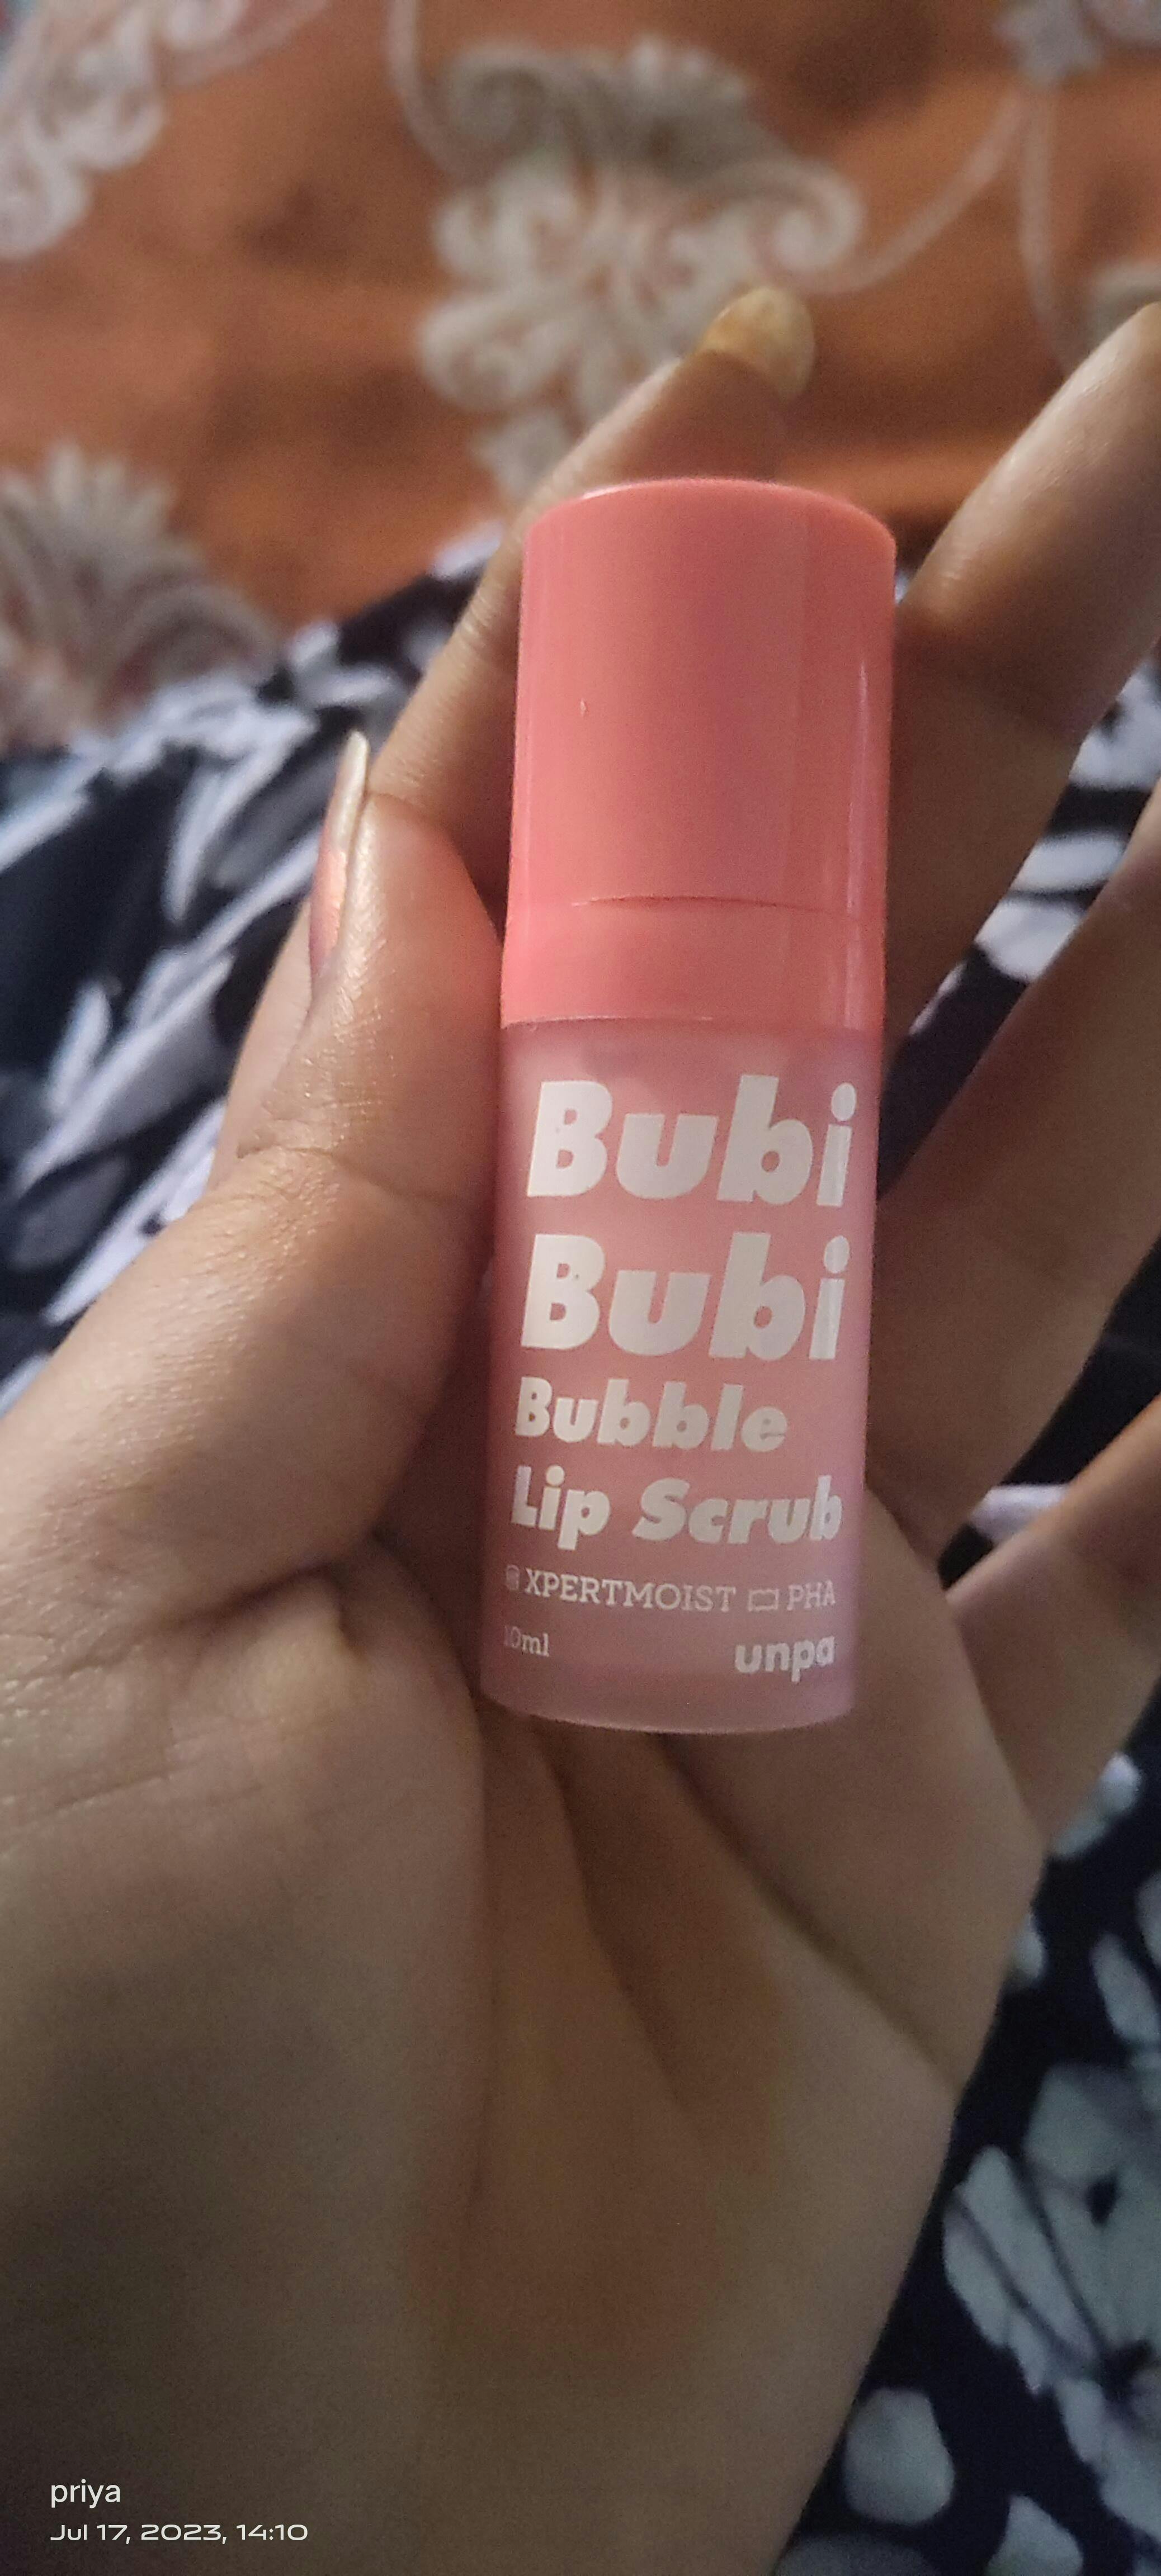 Bubi
Bubi
Bubble
Lip Scrub
XPERTMOIST PHA
10ml unpa
priya
Jul 17, 2023, 14:10